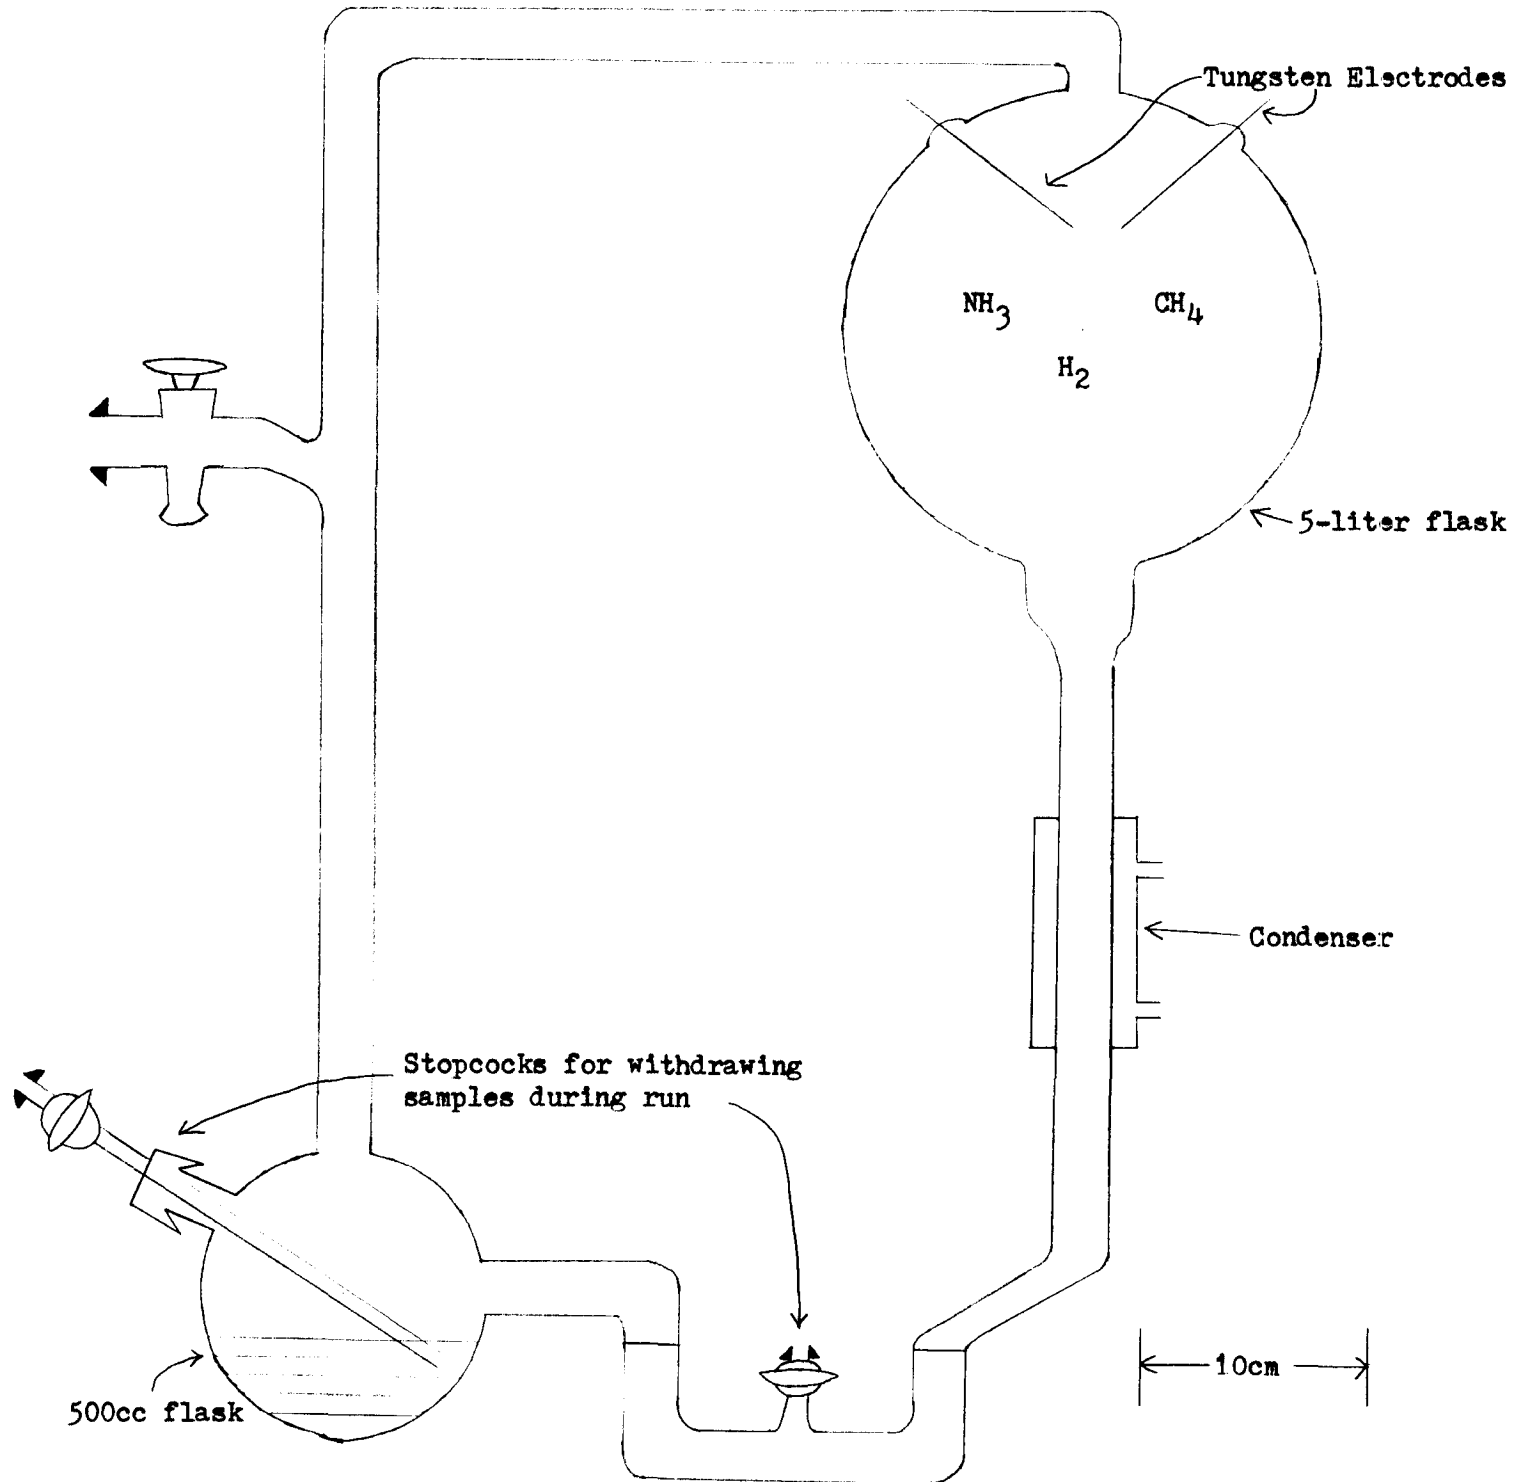 Tungsten Electrodes
NH3
CH4
H2
5-liter flask
Condenser
Stopcocks for withdrawing
samples during run
10cm
500cc flask